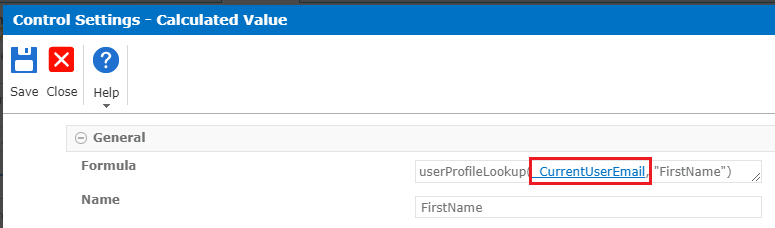 Control Settings - Calculated Value
Save Close Help
General
Formula
userProfileLookup( CurrentUserEmail, "FirstName")
Name
FirstName